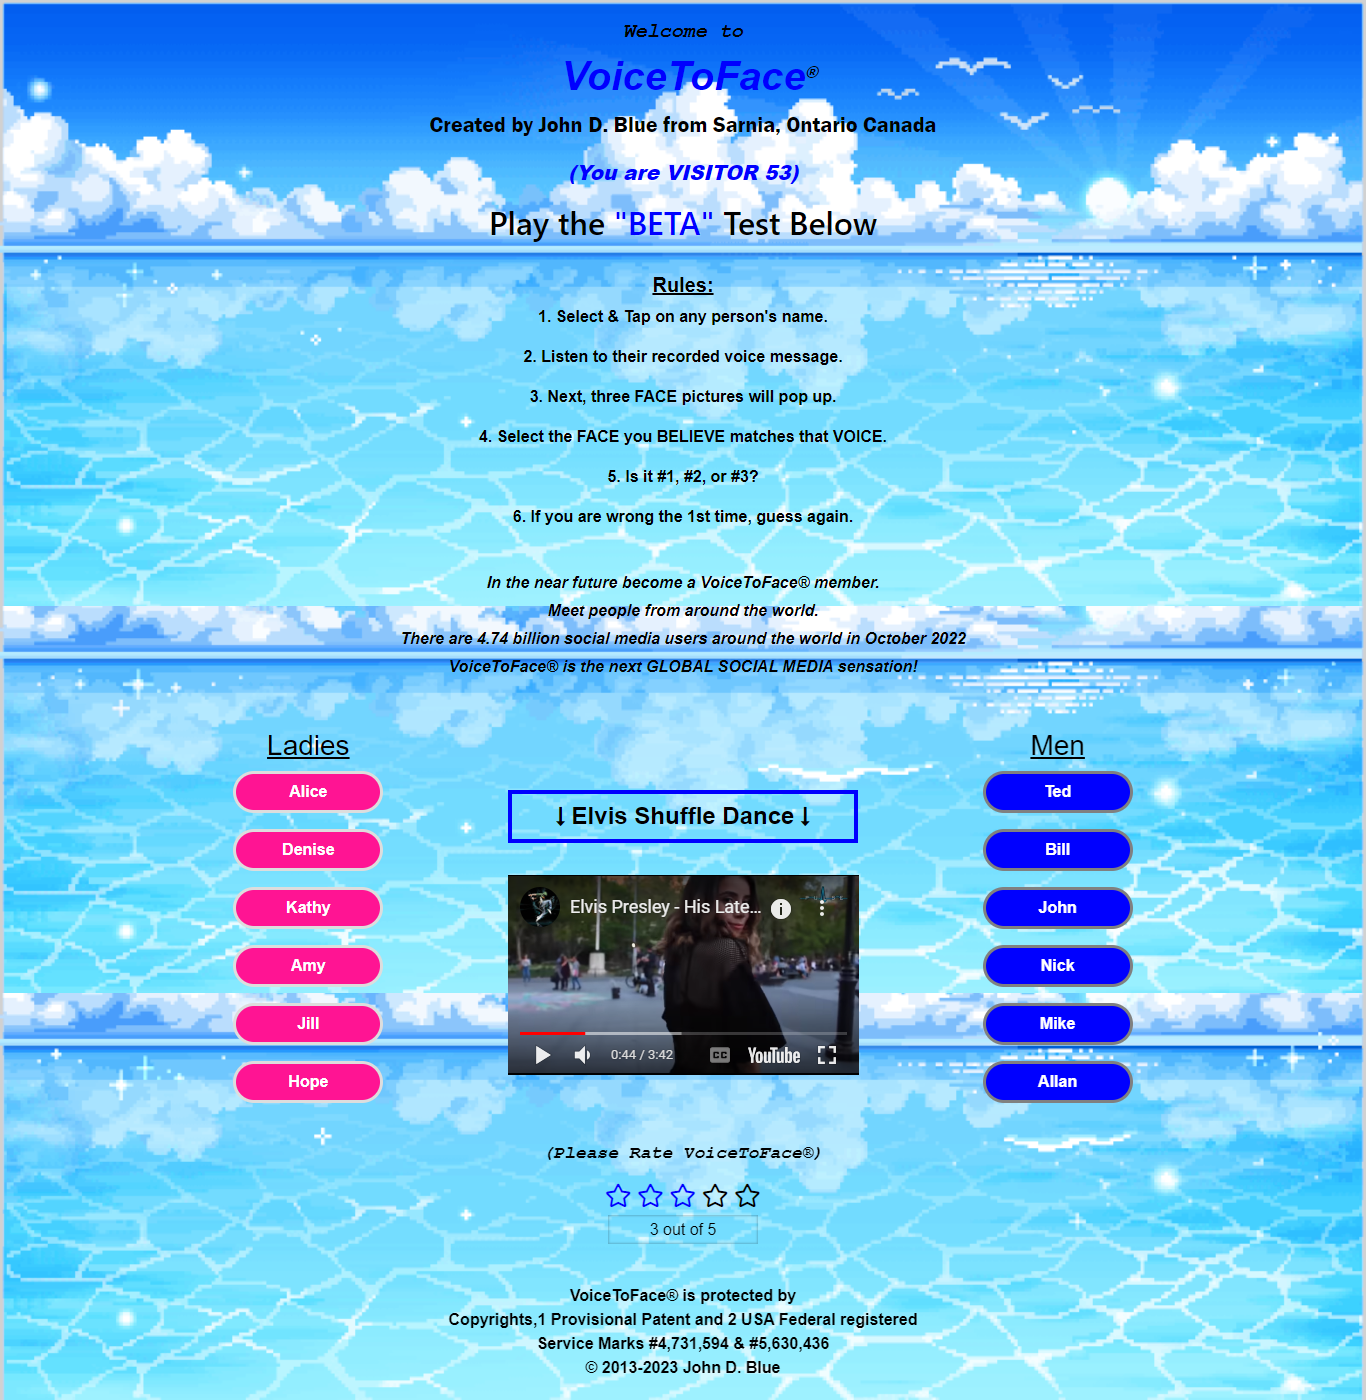 Welcome to
VoiceToFace®
Created by John D. Blue from Sarnia, Ontario Canada
(You are VISITOR 53)
Play the "BETA" Test Below
Rules:
1. Select & Tap on any person's name.
2. Listen to their recorded voice message.
3. Next, three FACE pictures will pop up.
4. Select the FACE you BELIEVE matches that VOICE.
5. Is it #1, #2, or #3?
6. If you are wrong the 1st time, guess again.
In the near future become a VoiceToFace® member.
Meet people from around the world.
There are 4.74 billion social media users around the world in October 2022
VoiceToFace® is the next GLOBAL SOCIAL MEDIA sensation!
Ladies
Alice
Denise
Kathy
Amy
Jill
Hope
↓ Elvis Shuffle Dance ↓
Elvis Presley - His Late...
0:44 / 3:42
CC
YouTube
Men
Ted
Bill
John
Nick
Mike
Allan
(Please Rate VoiceToFace®)
3 out of 5
VoiceToFace® is protected by
Copyrights,1 Provisional Patent and 2 USA Federal registered
Service Marks #4,731,594 & #5,630,436
© 2013-2023 John D. Blue